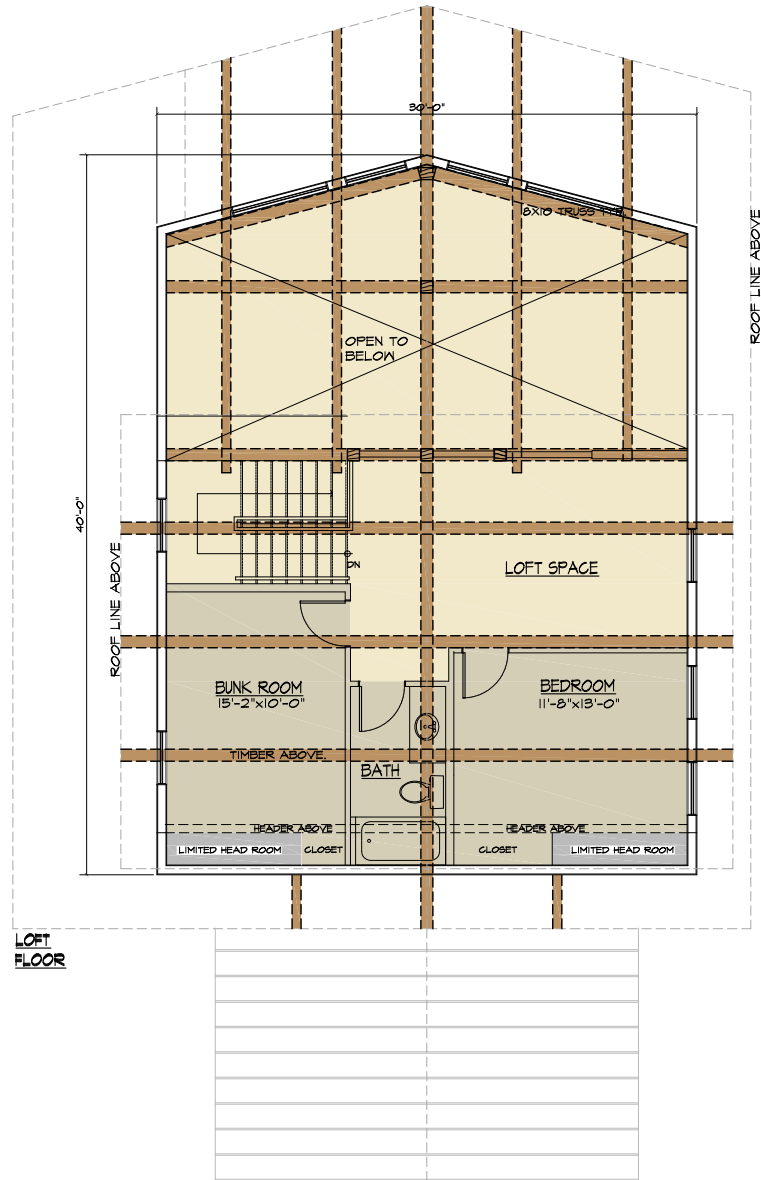 30'-0"
8X10 TRUSS TYP.
ROOF LINE ABOVE
OPEN TO
BELOW
40'-0"
DN
LOFT SPACE
ROOF LINE ABOVE
BUNK ROOM
15'-2"X10'-0"
BEDROOM
11'-8"X13'-0"
TIMBER ABOVE.
BATH
HEADER ABOVE
HEADER ABOVE
LIMITED HEAD ROOM
CLOSET
CLOSET
LIMITED HEAD ROOM
LOFT
FLOOR